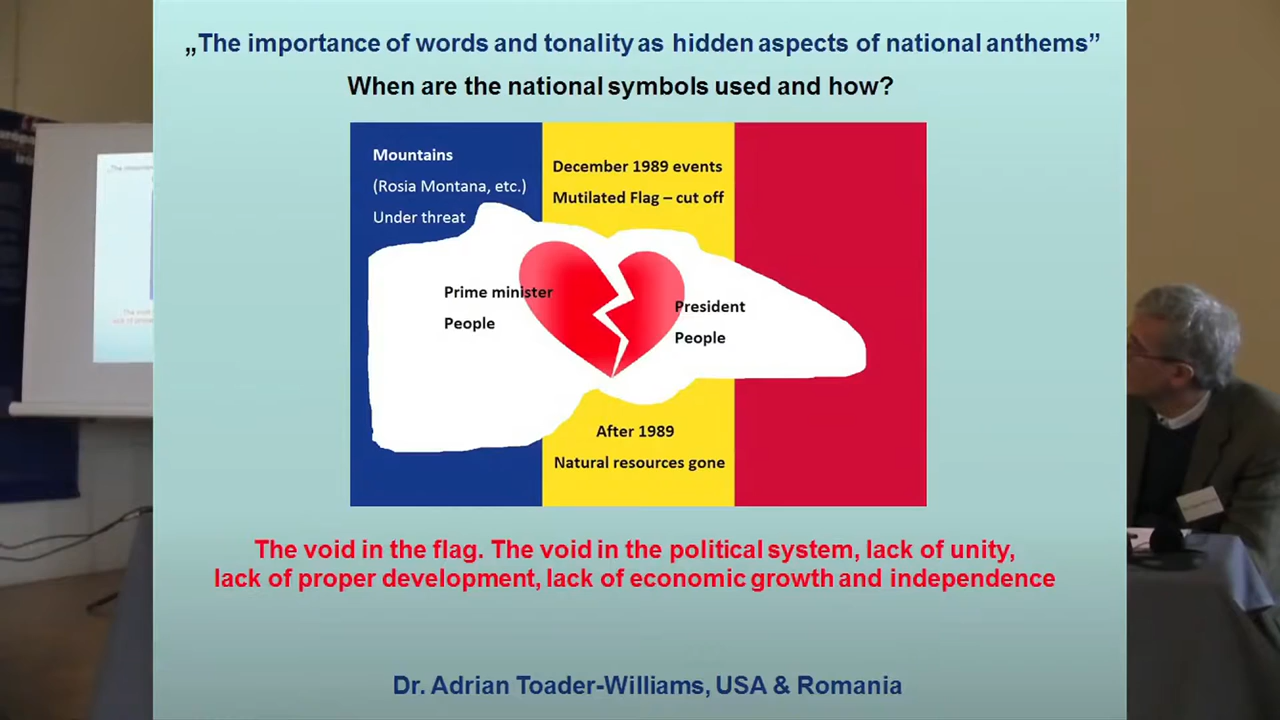 „The importance of words and tonality as hidden aspects of national anthems”
When are the national symbols used and how?
Mountains
(Rosia Montana, etc.)
Under threat
December 1989 events
Mutilated Flag – cut off
Prime minister
People
President
People
After 1989
Natural resources gone
The void in the flag. The void in the political system, lack of unity,
lack of proper development, lack of economic growth and independence
Dr. Adrian Toader-Williams, USA & Romania